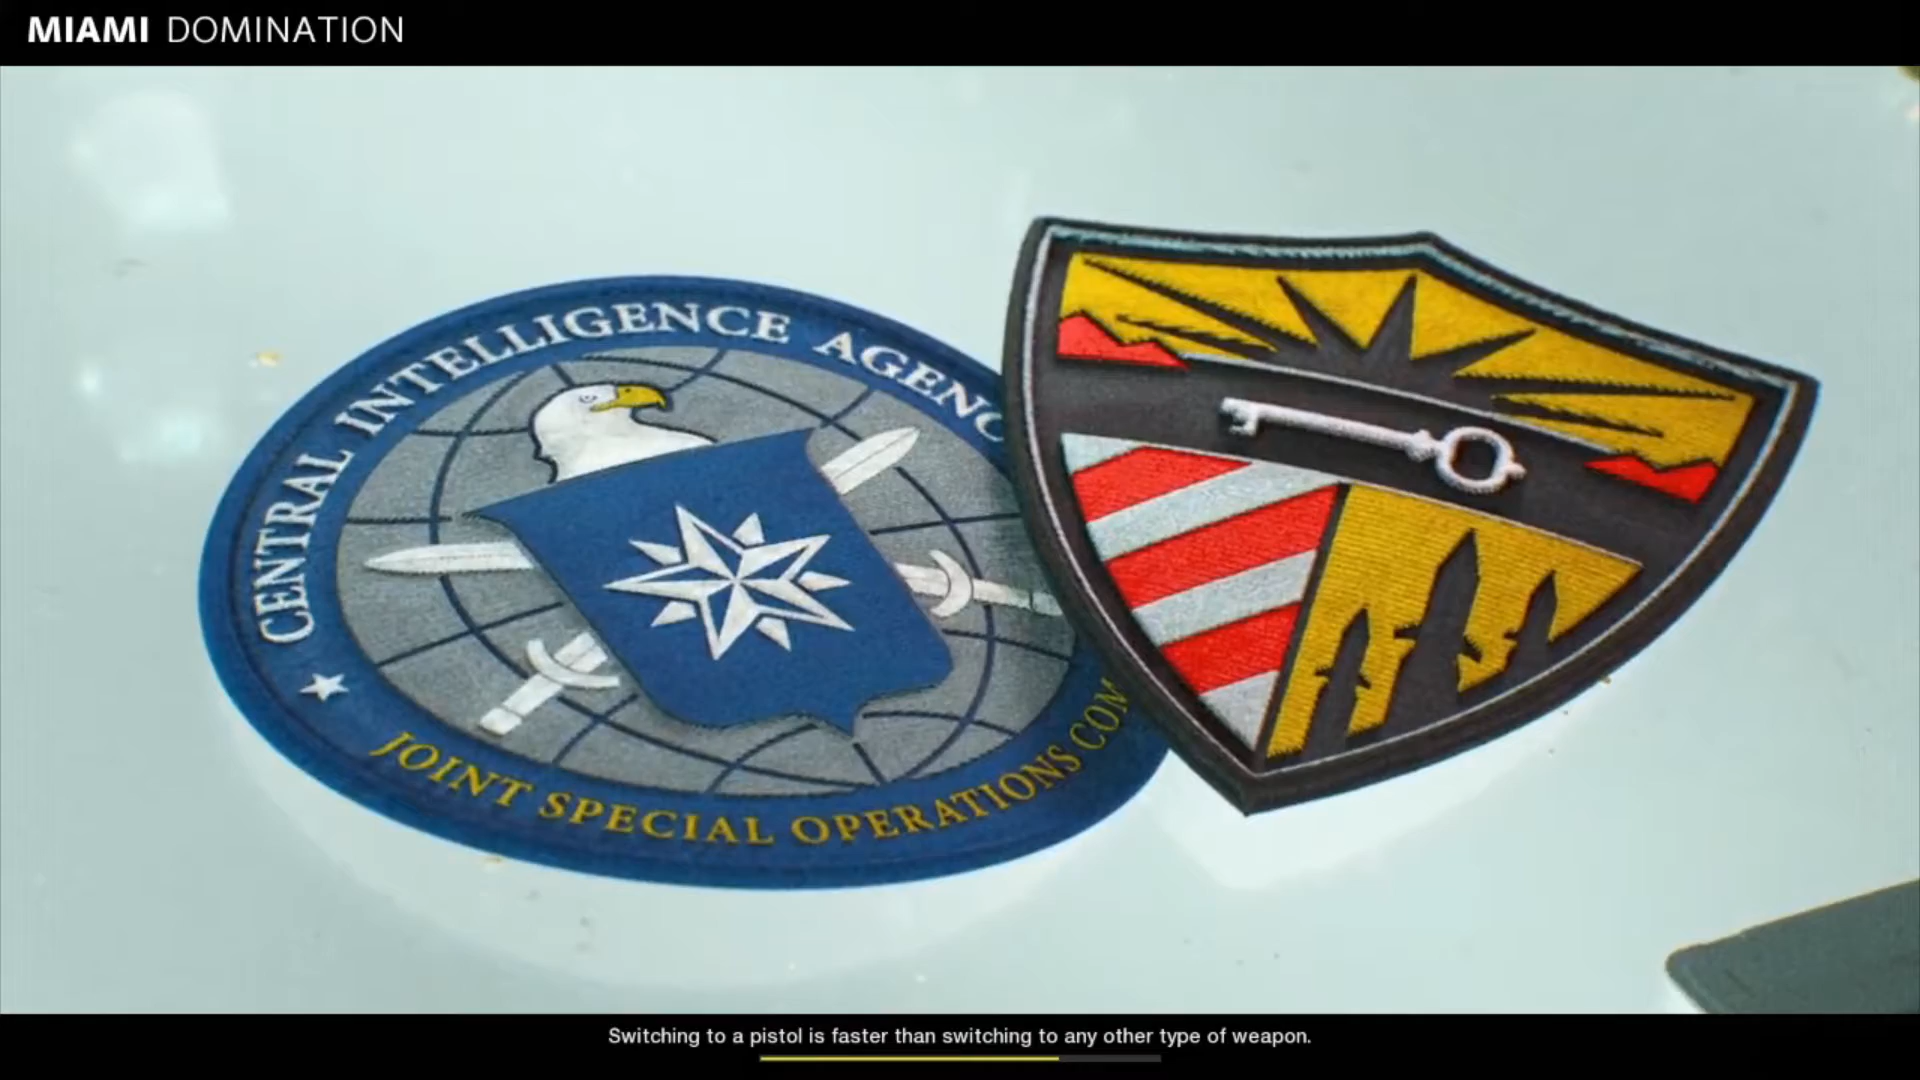 MIAMI DOMINATION
CENTRAL INTELLIGENCE AGENC
JOINT SPECIAL OPERATIONS COM
Switching to a pistol is faster than switching to any other type of weapon.